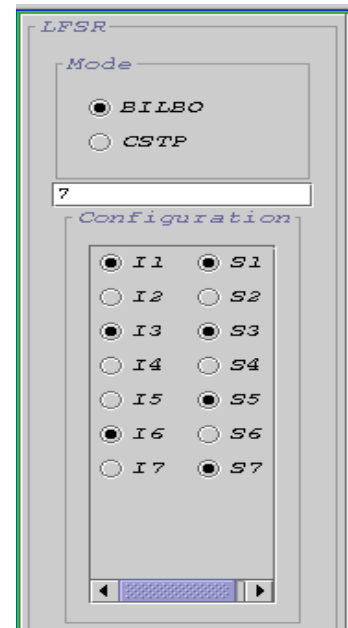 LFSR
Mode
BILBO
CSTP
7
Configuration
I1 S1
I2 S2
I3 S3
I4 S4
I5 S5
I6 S6
I7 S7